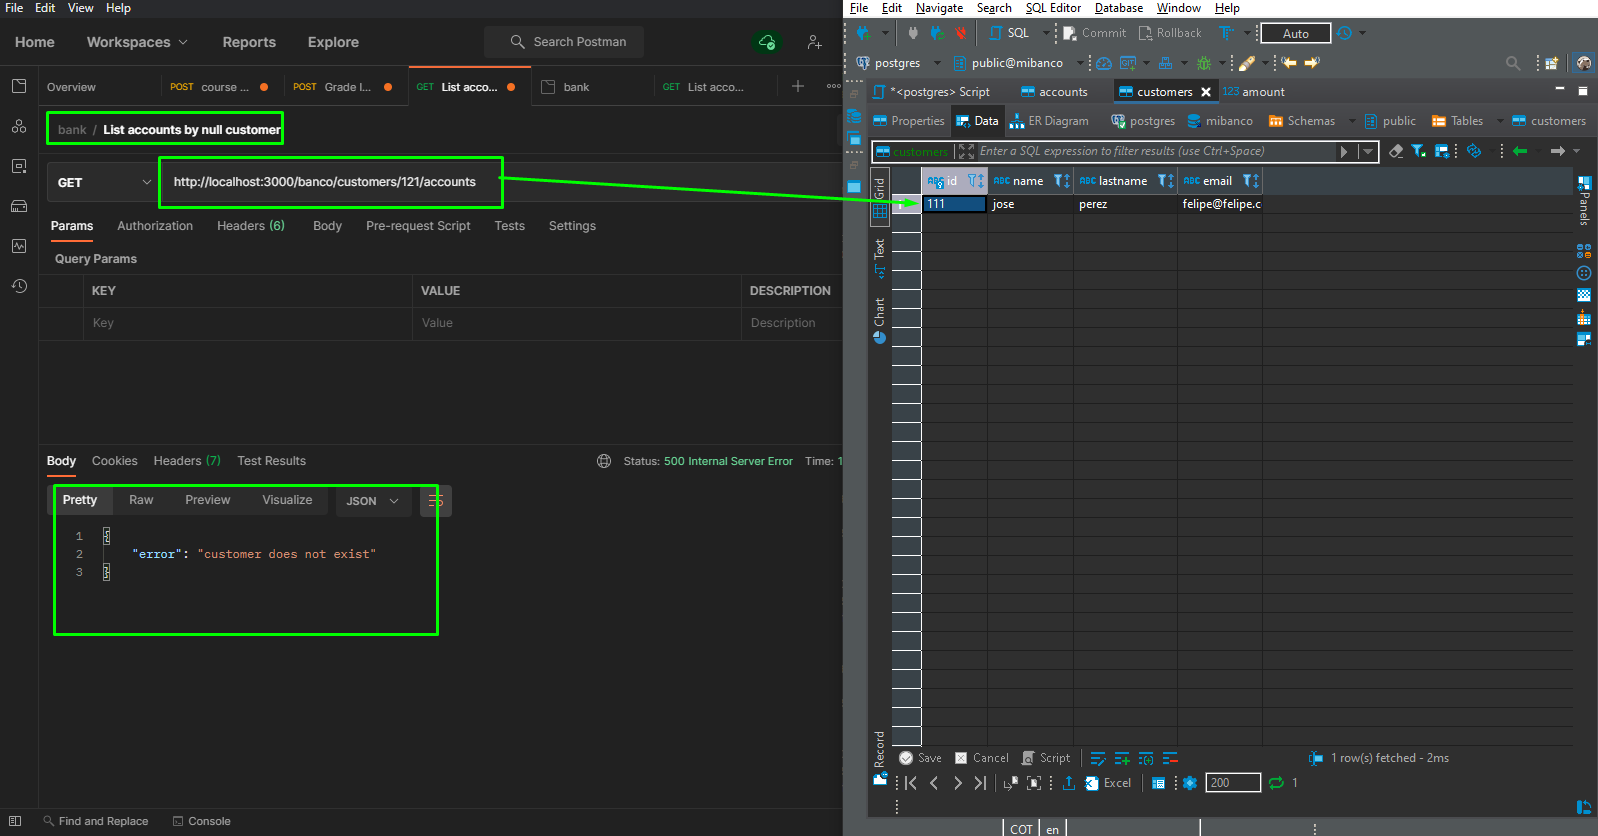 File Edit View Help
Home Workspaces Reports Explore Search Postman
Overview POST course ... POST Grade l... GET List acco... bank GET List acco...
bank / List accounts by null customer
GET http://localhost:3000/banco/customers/121/accounts
Params Authorization Headers (6) Body Pre-request Script Tests Settings
Query Params
KEY VALUE DESCRIPTION
Key Value Description
Body Cookies Headers (7) Test Results Status: 500 Internal Server Error Time: 1
Pretty Raw Preview Visualize JSON
1 {
2 "error": "customer does not exist"
3 }
Find and Replace Console
File Edit Navigate Search SQL Editor Database Window Help
SQL Commit Rollback T Auto
postgres public@mibanco
*<postgres> Script accounts customers 123 amount
Properties Data ER Diagram postgres mibanco Schemas public Tables customers
customers Enter a SQL expression to filter results (use Ctrl+Space)
Grid
Text
Chart
Record
Panels
ABC id ABC name ABC lastname ABC email
111 jose perez felipe@felipe.c
Save Cancel Script 1 row(s) fetched - 2ms
Excel 200 1
COT en